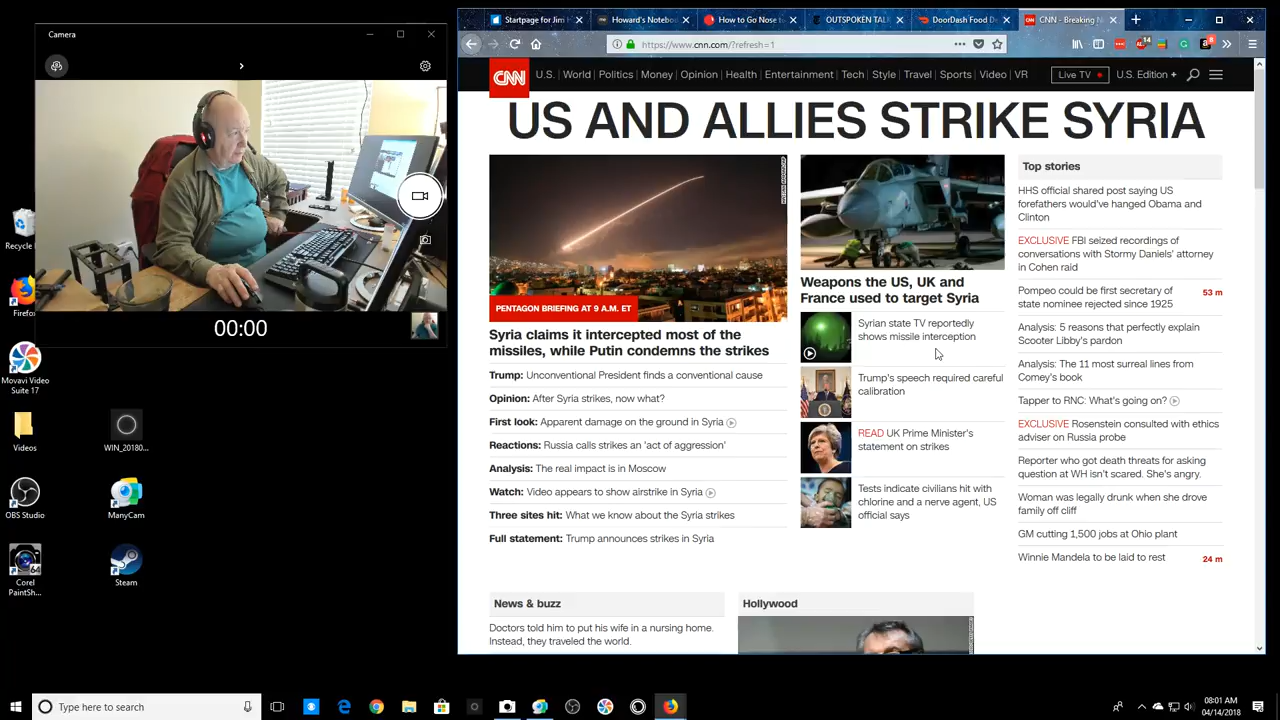 Camera
00:00
Recycle
Firefox
Movavi Video
Suite 17
Videos
WIN_20180...
OBS Studio
ManyCam
Corel
PaintSh...
Steam
Startpage for Jim H
Howard's Notebook
How to Go Nose to
OUTSPOKEN TALK
DoorDash Food De
CNN - Breaking N
https://www.cnn.com/?refresh=1
CNN
U.S. World Politics Money Opinion Health Entertainment Tech Style Travel Sports Video VR
Live TV
U.S. Edition +
US AND ALLIES STRIKE SYRIA
PENTAGON BRIEFING AT 9 A.M. ET
Syria claims it intercepted most of the
missiles, while Putin condemns the strikes
Trump: Unconventional President finds a conventional cause
Opinion: After Syria strikes, now what?
First look: Apparent damage on the ground in Syria
Reactions: Russia calls strikes an 'act of aggression'
Analysis: The real impact is in Moscow
Watch: Video appears to show airstrike in Syria
Three sites hit: What we know about the Syria strikes
Full statement: Trump announces strikes in Syria
Weapons the US, UK and
France used to target Syria
Syrian state TV reportedly
shows missile interception
Trump's speech required careful
calibration
READ UK Prime Minister's
statement on strikes
Tests indicate civilians hit with
chlorine and a nerve agent, US
official says
Top stories
HHS official shared post saying US
forefathers would've hanged Obama and
Clinton
EXCLUSIVE FBI seized recordings of
conversations with Stormy Daniels' attorney
in Cohen raid
Pompeo could be first secretary of
state nominee rejected since 1925
53 m
Analysis: 5 reasons that perfectly explain
Scooter Libby's pardon
Analysis: The 11 most surreal lines from
Comey's book
Tapper to RNC: What's going on?
EXCLUSIVE Rosenstein consulted with ethics
adviser on Russia probe
Reporter who got death threats for asking
question at WH isn't scared. She's angry.
Woman was legally drunk when she drove
family off cliff
GM cutting 1,500 jobs at Ohio plant
Winnie Mandela to be laid to rest
24 m
News & buzz
Doctors told him to put his wife in a nursing home.
Instead, they traveled the world.
Hollywood
Type here to search
08:01 AM
04/14/2018